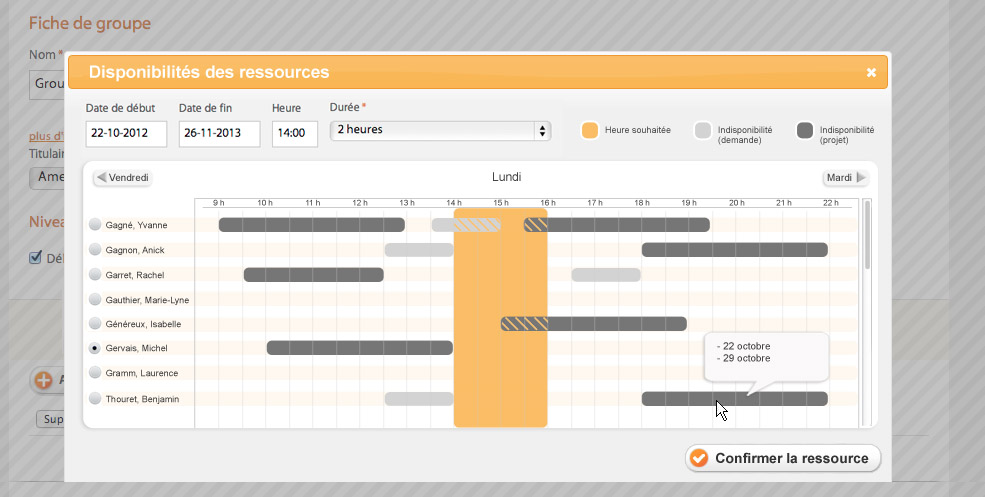 Fiche de groupe
Nom *
Disponibilités des ressources
Grou
Date de début
Date de fin
Heure
Durée *
22-10-2012
26-11-2013
14:00
2 heures
Heure souhaitée
Indisponibilité
(demande)
Indisponibilité
(projet)
plus d'
Titulair
Ame
Vendredi
Lundi
Mardi
9 h 10 h 11 h 12 h 13 h 14 h 15 h 16 h 17 h 18 h 19 h 20 h 21 h 22 h
Nivea
Gagné, Yvanne
Gagnon, Anick
Garret, Rachel
Gauthier, Marie-Lyne
Généreux, Isabelle
Gervais, Michel
Gramm, Laurence
Thouret, Benjamin
- 22 octobre
- 29 octobre
Sup
Confirmer la ressource